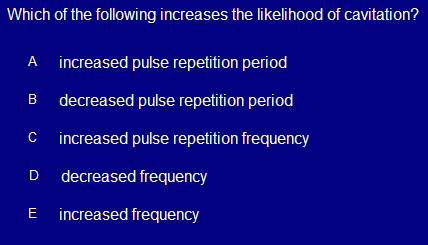 Which of the following increases the likelihood of cavitation?
A increased pulse repetition period
B decreased pulse repetition period
C increased pulse repetition frequency
D decreased frequency
E increased frequency